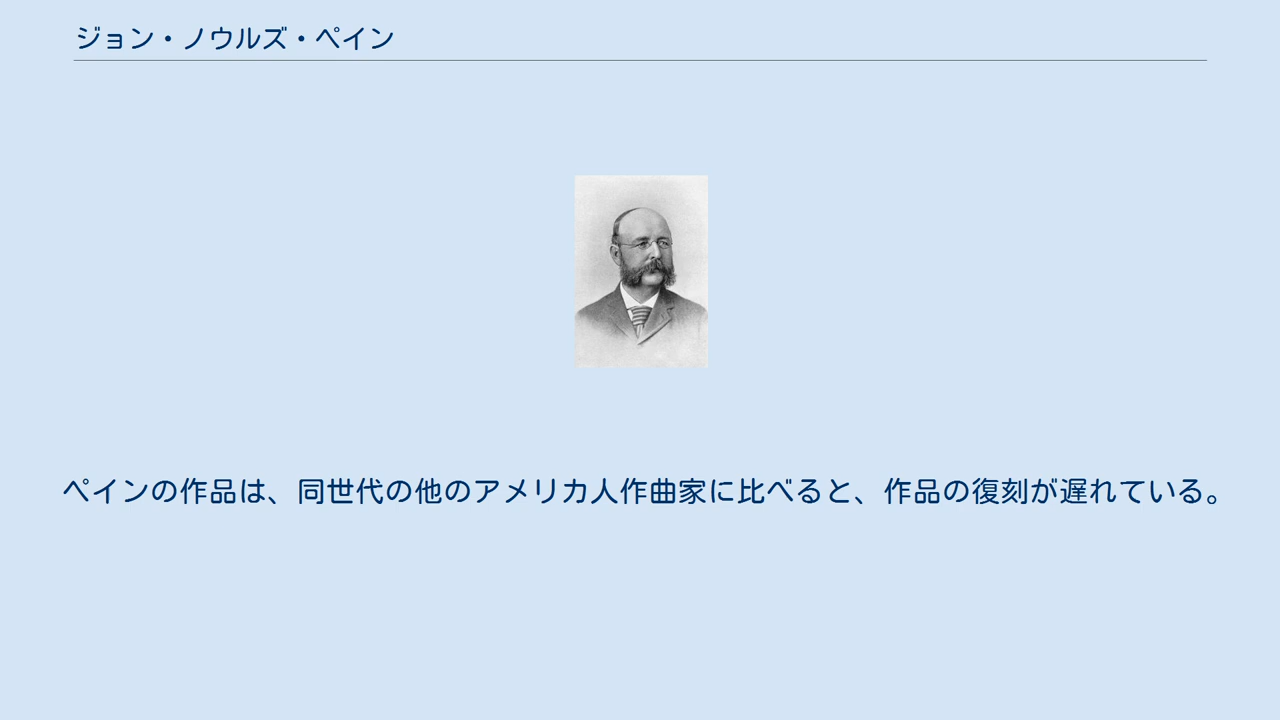 ジョン・ノウルズ・ペイン
ペインの作品は、同世代の他のアメリカ人作曲家に比べると、作品の復刻が遅れている。